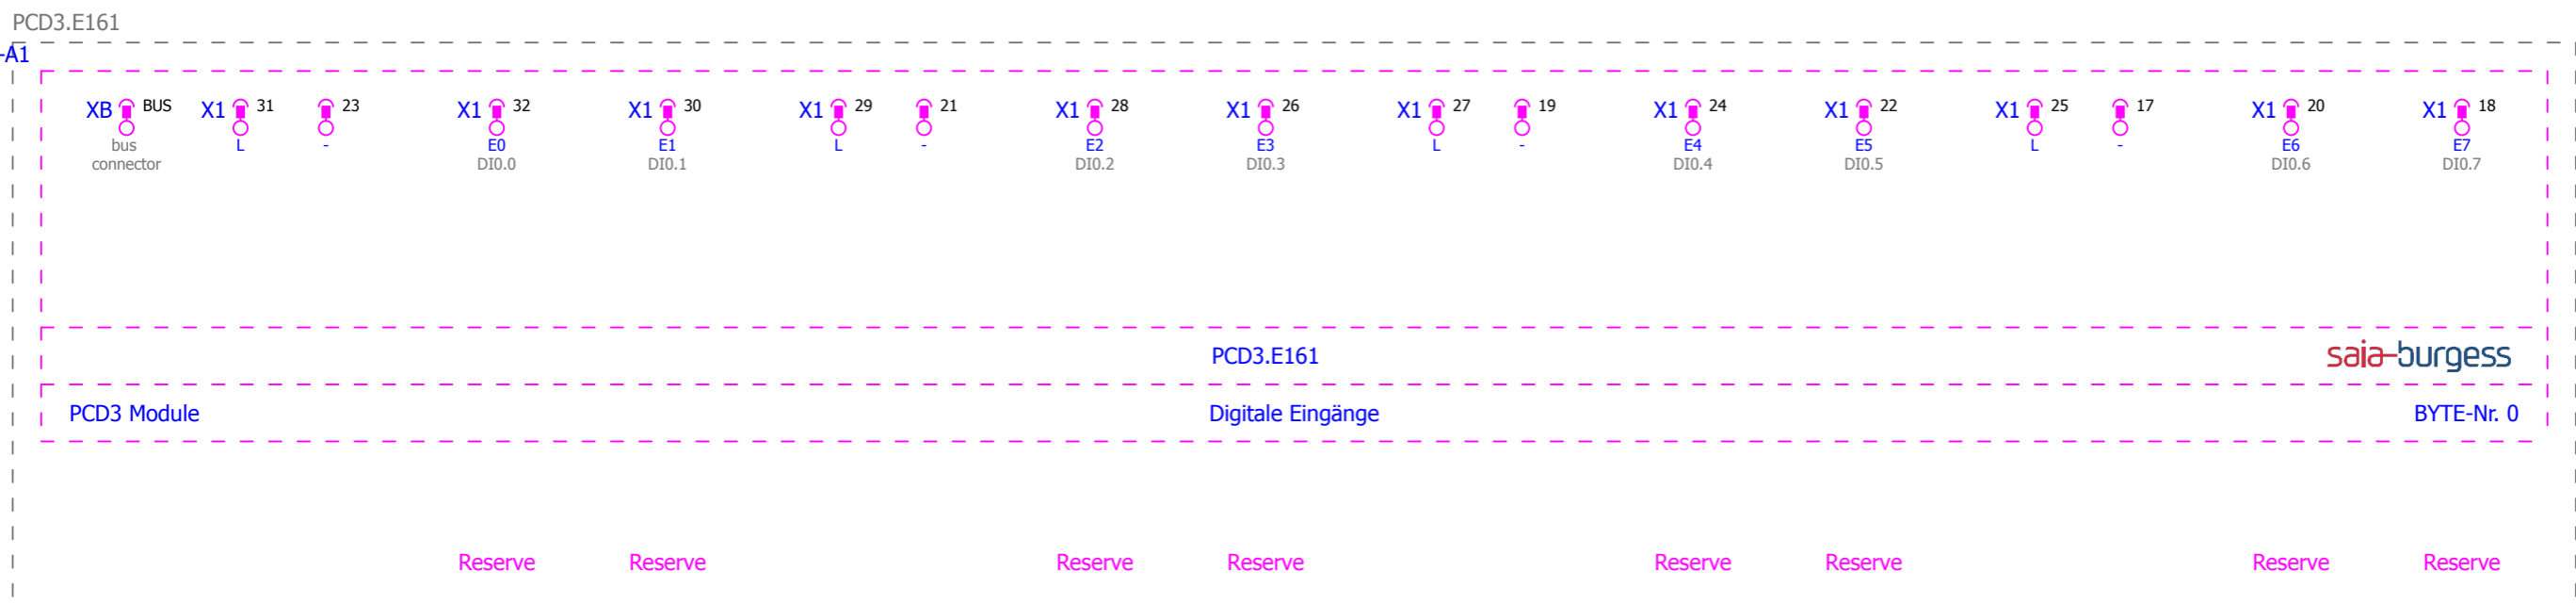 PCD3.E161
-A1
XB BUS X1 31 23 X1 32 X1 30 X1 29 21 X1 28 X1 26 X1 27 19 X1 24 X1 22 X1 25 17 X1 20 X1 18
bus L - E0 E1 L - E2 E3 L - E4 E5 L - E6 E7
connector DI0.0 DI0.1 DI0.2 DI0.3 DI0.4 DI0.5 DI0.6 DI0.7
PCD3.E161 saia-burgess
PCD3 Module Digitale Eingänge BYTE-Nr. 0
Reserve Reserve Reserve Reserve Reserve Reserve Reserve Reserve